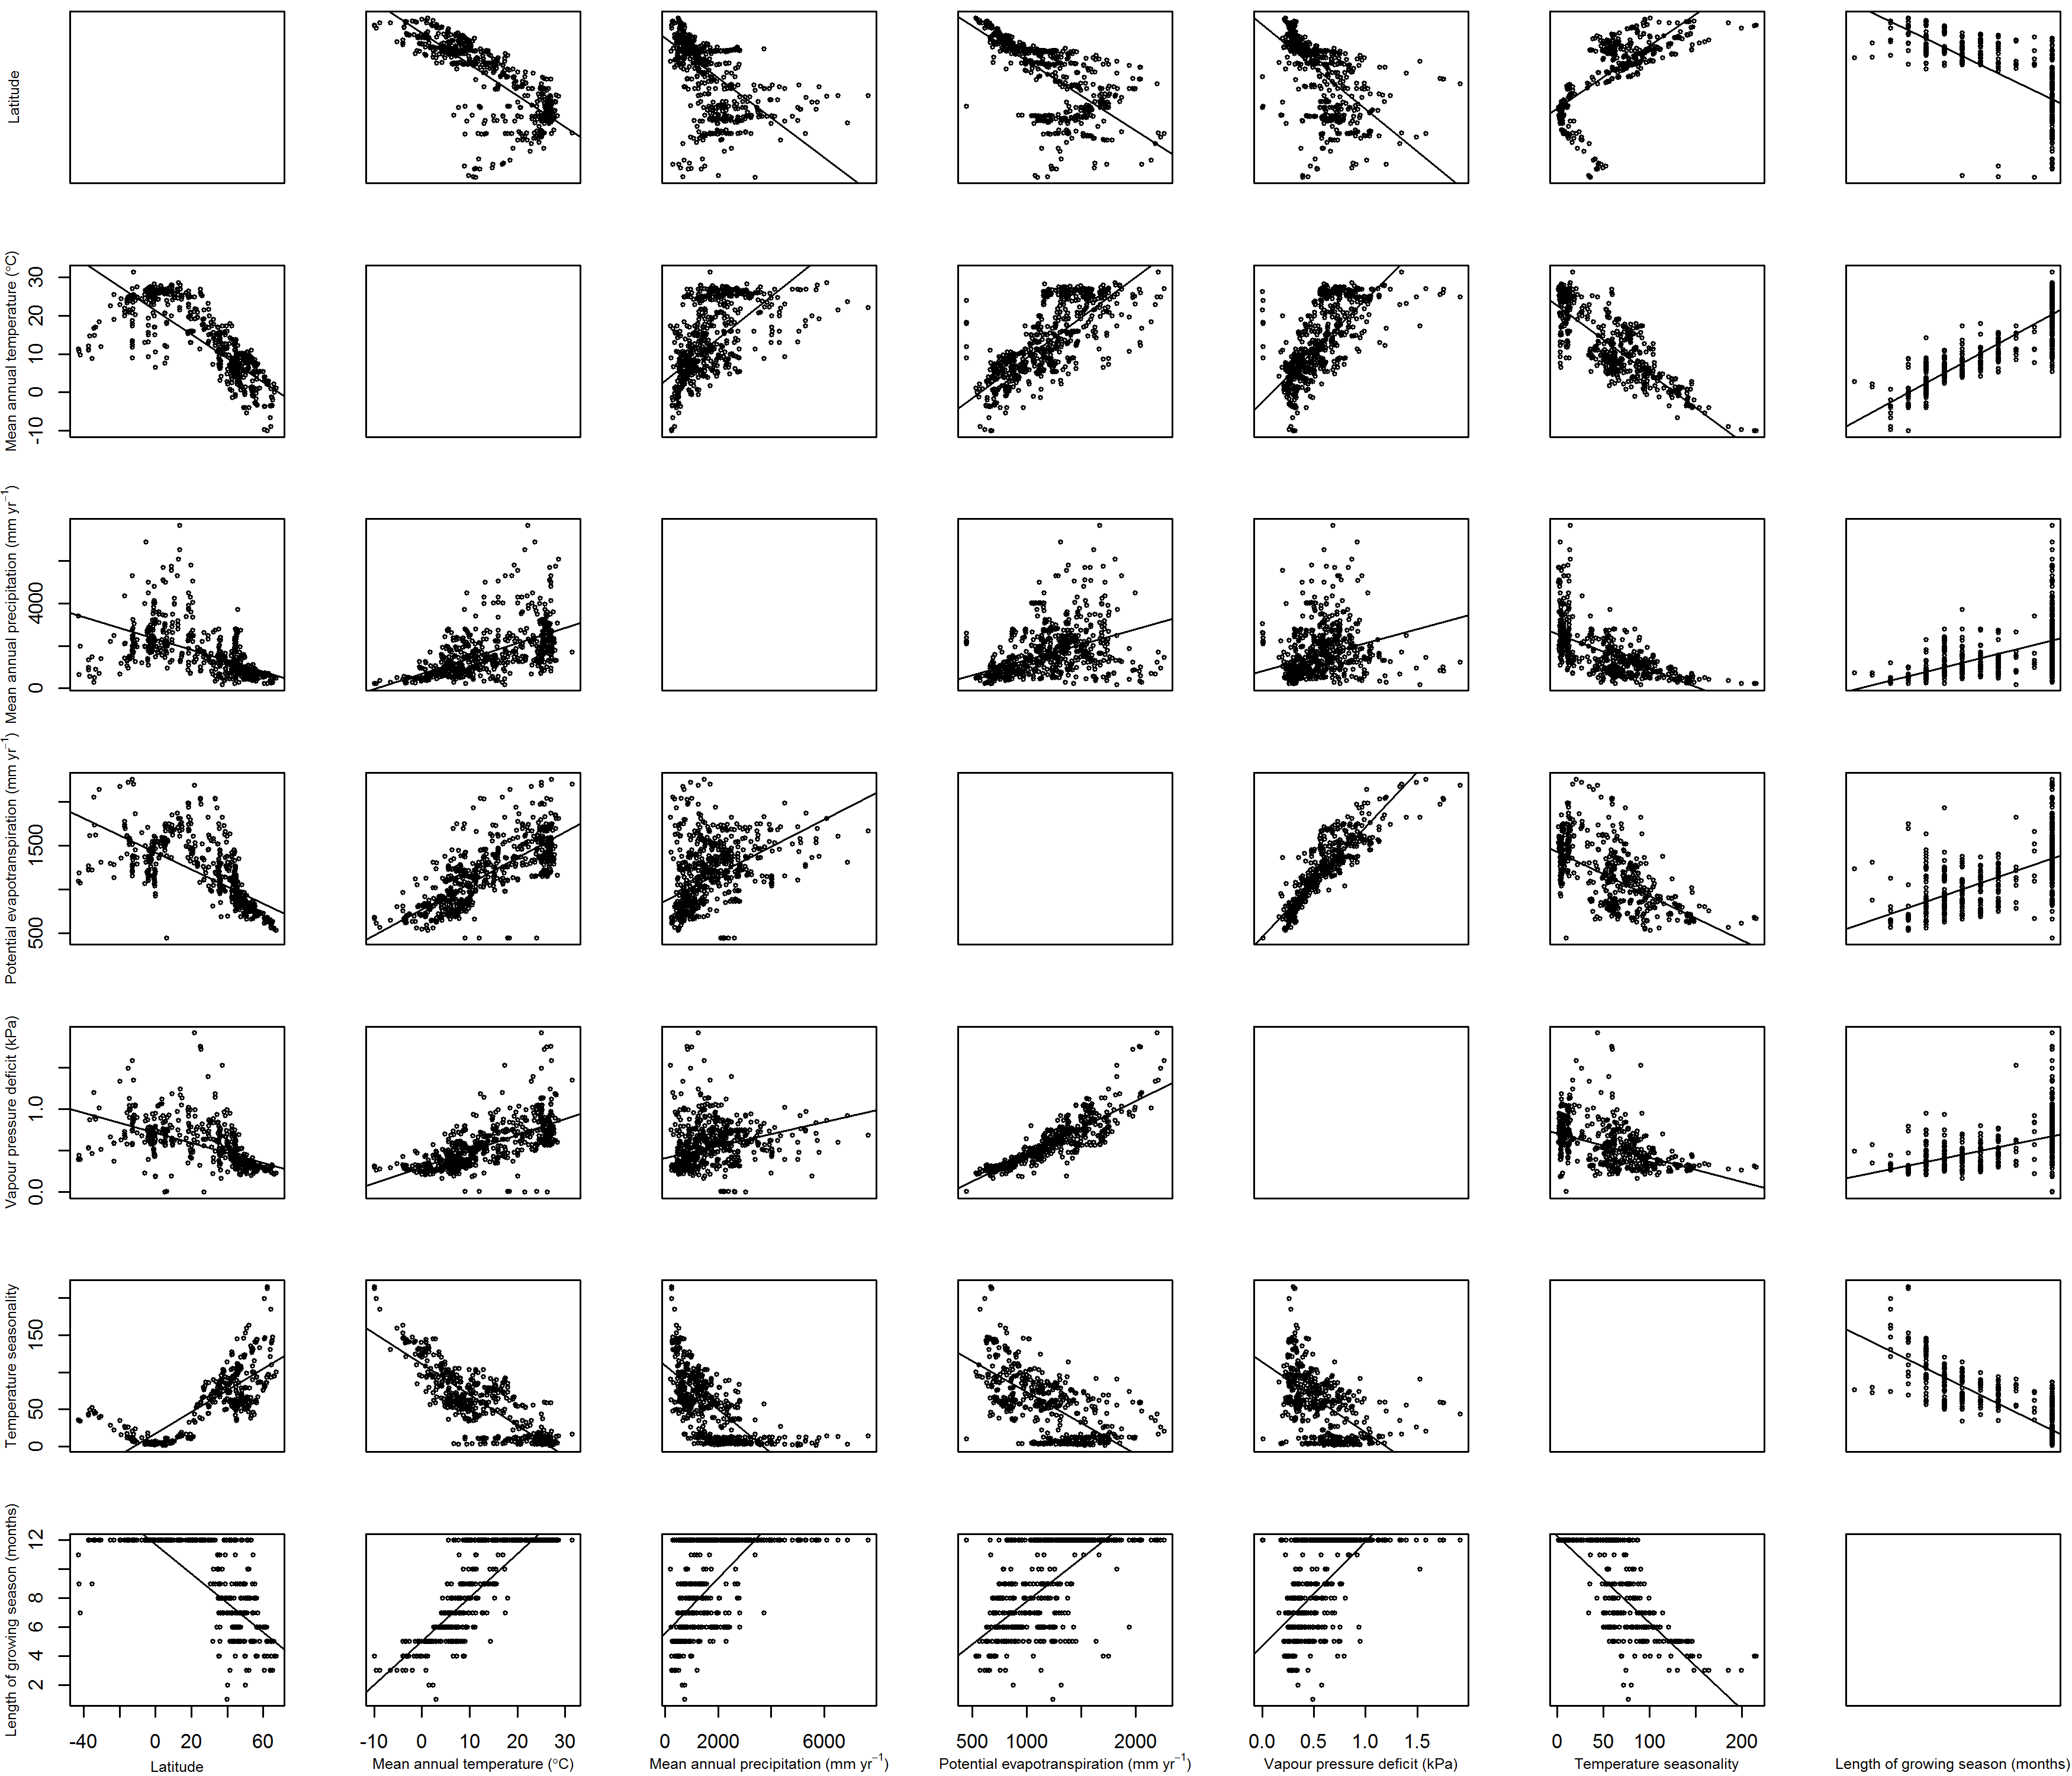 Latitude
Mean annual temperature (°C)
-10 0 10 20 30
Mean annual precipitation (mm yr⁻¹)
0 4000
Potential evapotranspiration (mm yr⁻¹)
500 1500
Vapour pressure deficit (kPa)
0.0 1.0
Temperature seasonality
0 50 150
Length of growing season (months)
2 4 6 8 12
-40 0 20 60
-10 0 10 20 30
0 2000 6000
500 1000 2000
0.0 0.5 1.0 1.5
0 50 100 200
Latitude
Mean annual temperature (°C)
Mean annual precipitation (mm yr⁻¹)
Potential evapotranspiration (mm yr⁻¹)
Vapour pressure deficit (kPa)
Temperature seasonality
Length of growing season (months)